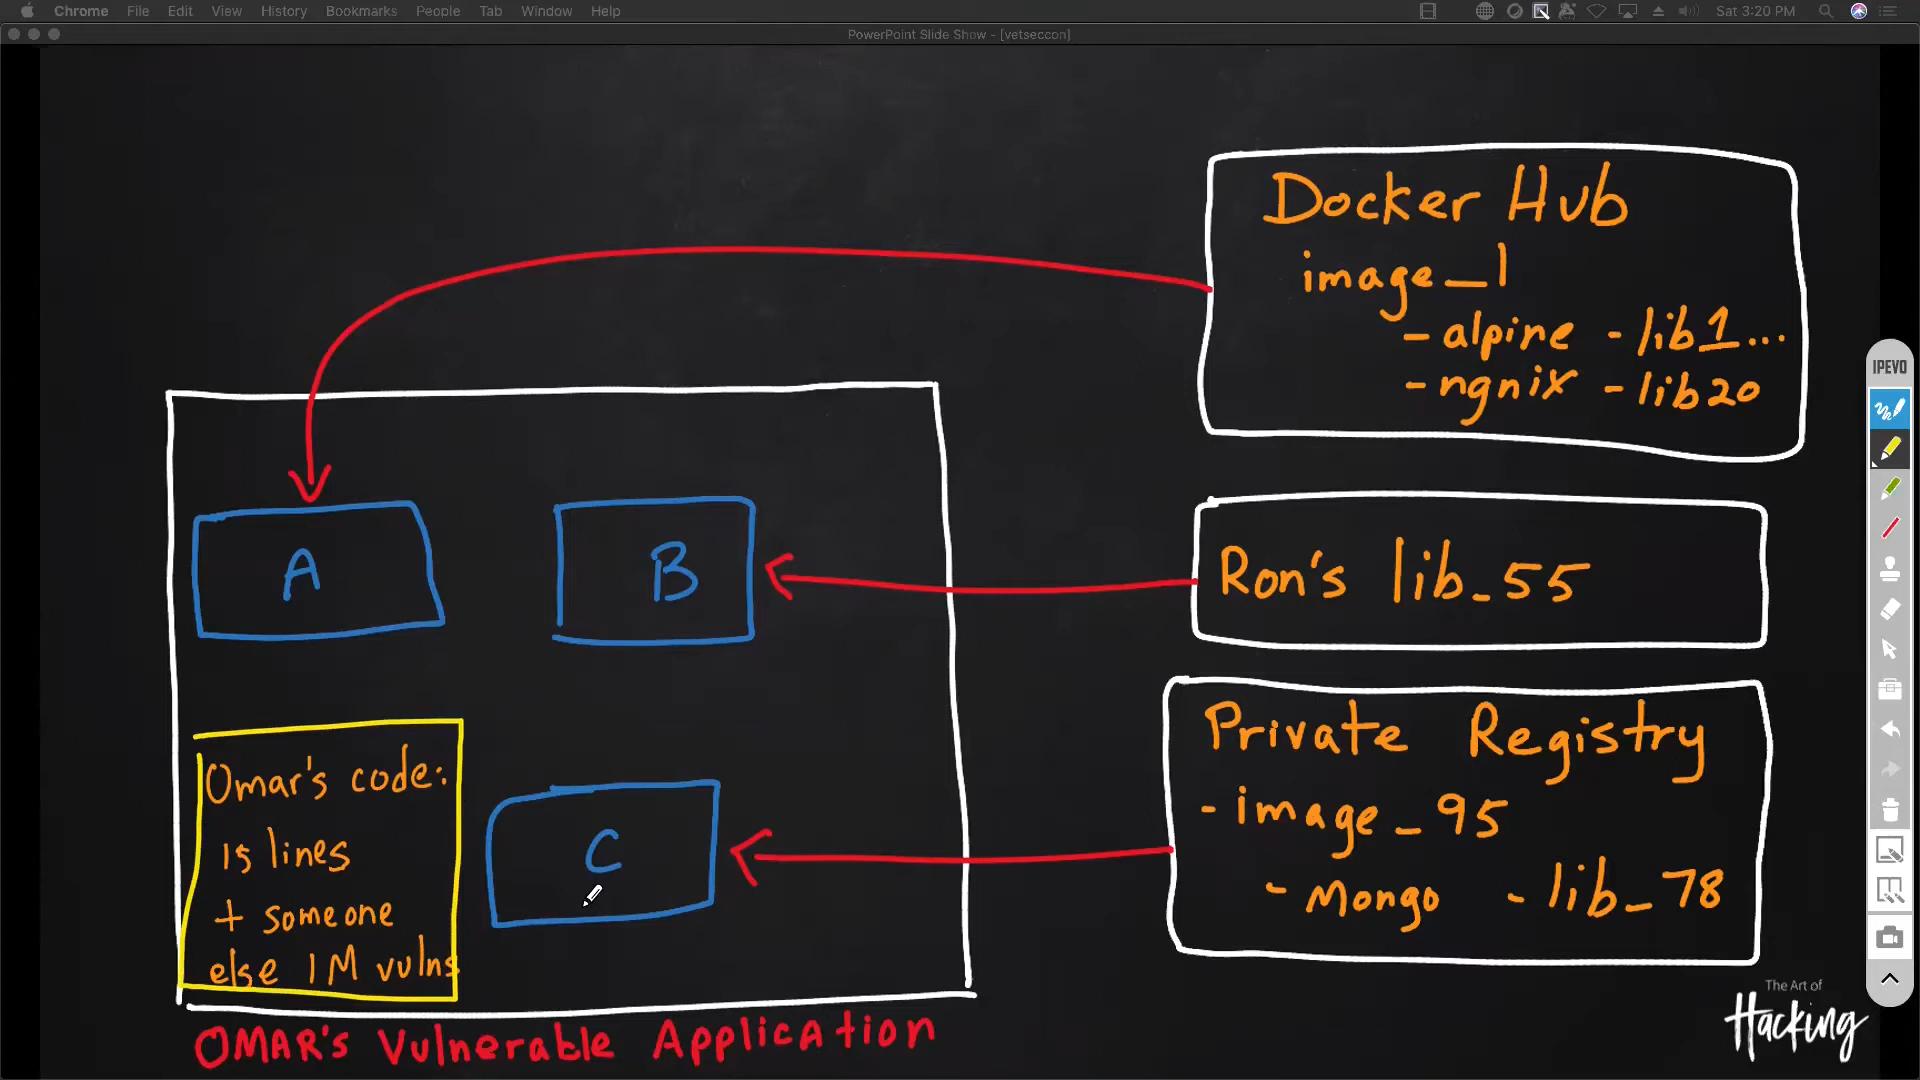 Chrome File Edit View History Bookmarks People Tab Window Help Sat 3:20 PM
PowerPoint Slide Show - [vetseccon]
Docker Hub
image_1
- alpine - lib1...
- ngnix - lib20
A
B
Ron's lib_55
Omar's code:
15 lines
+ someone
else 1M vulns
C
Private Registry
- image_95
- Mongo - lib_78
OMAR's Vulnerable Application
IPEVO
The Art of
Hacking